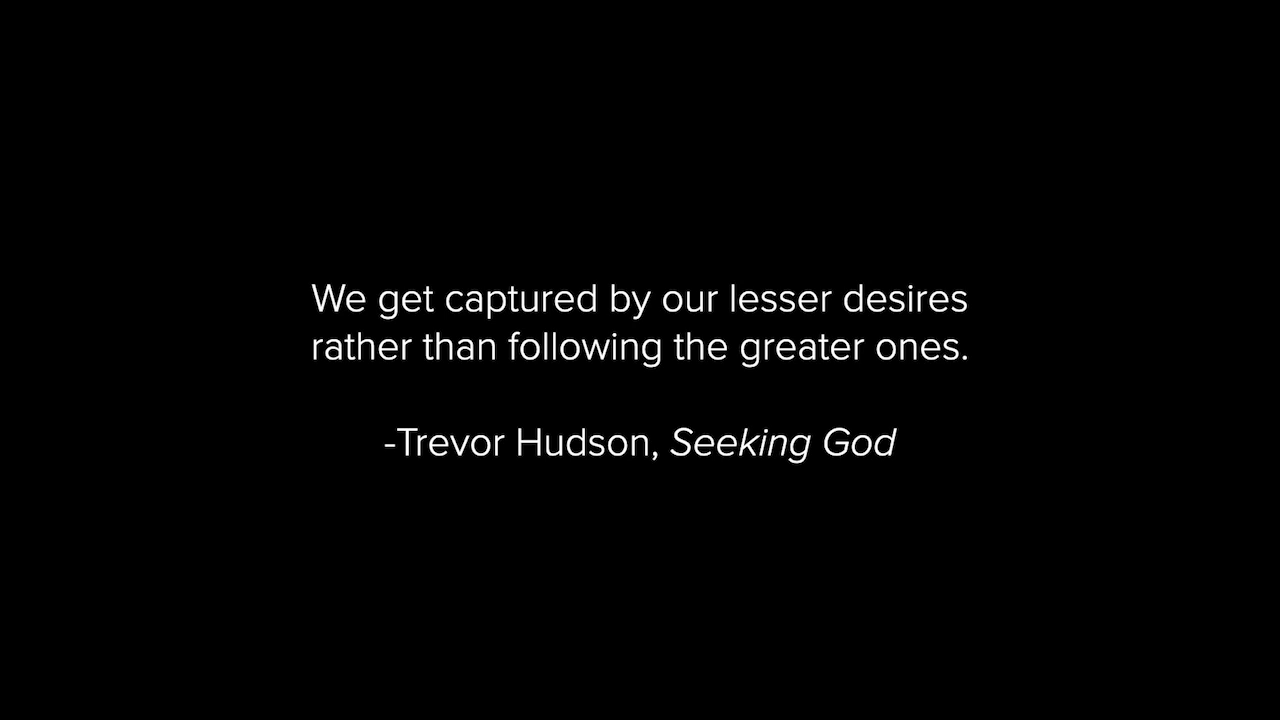 We get captured by our lesser desires
rather than following the greater ones.
-Trevor Hudson, Seeking God